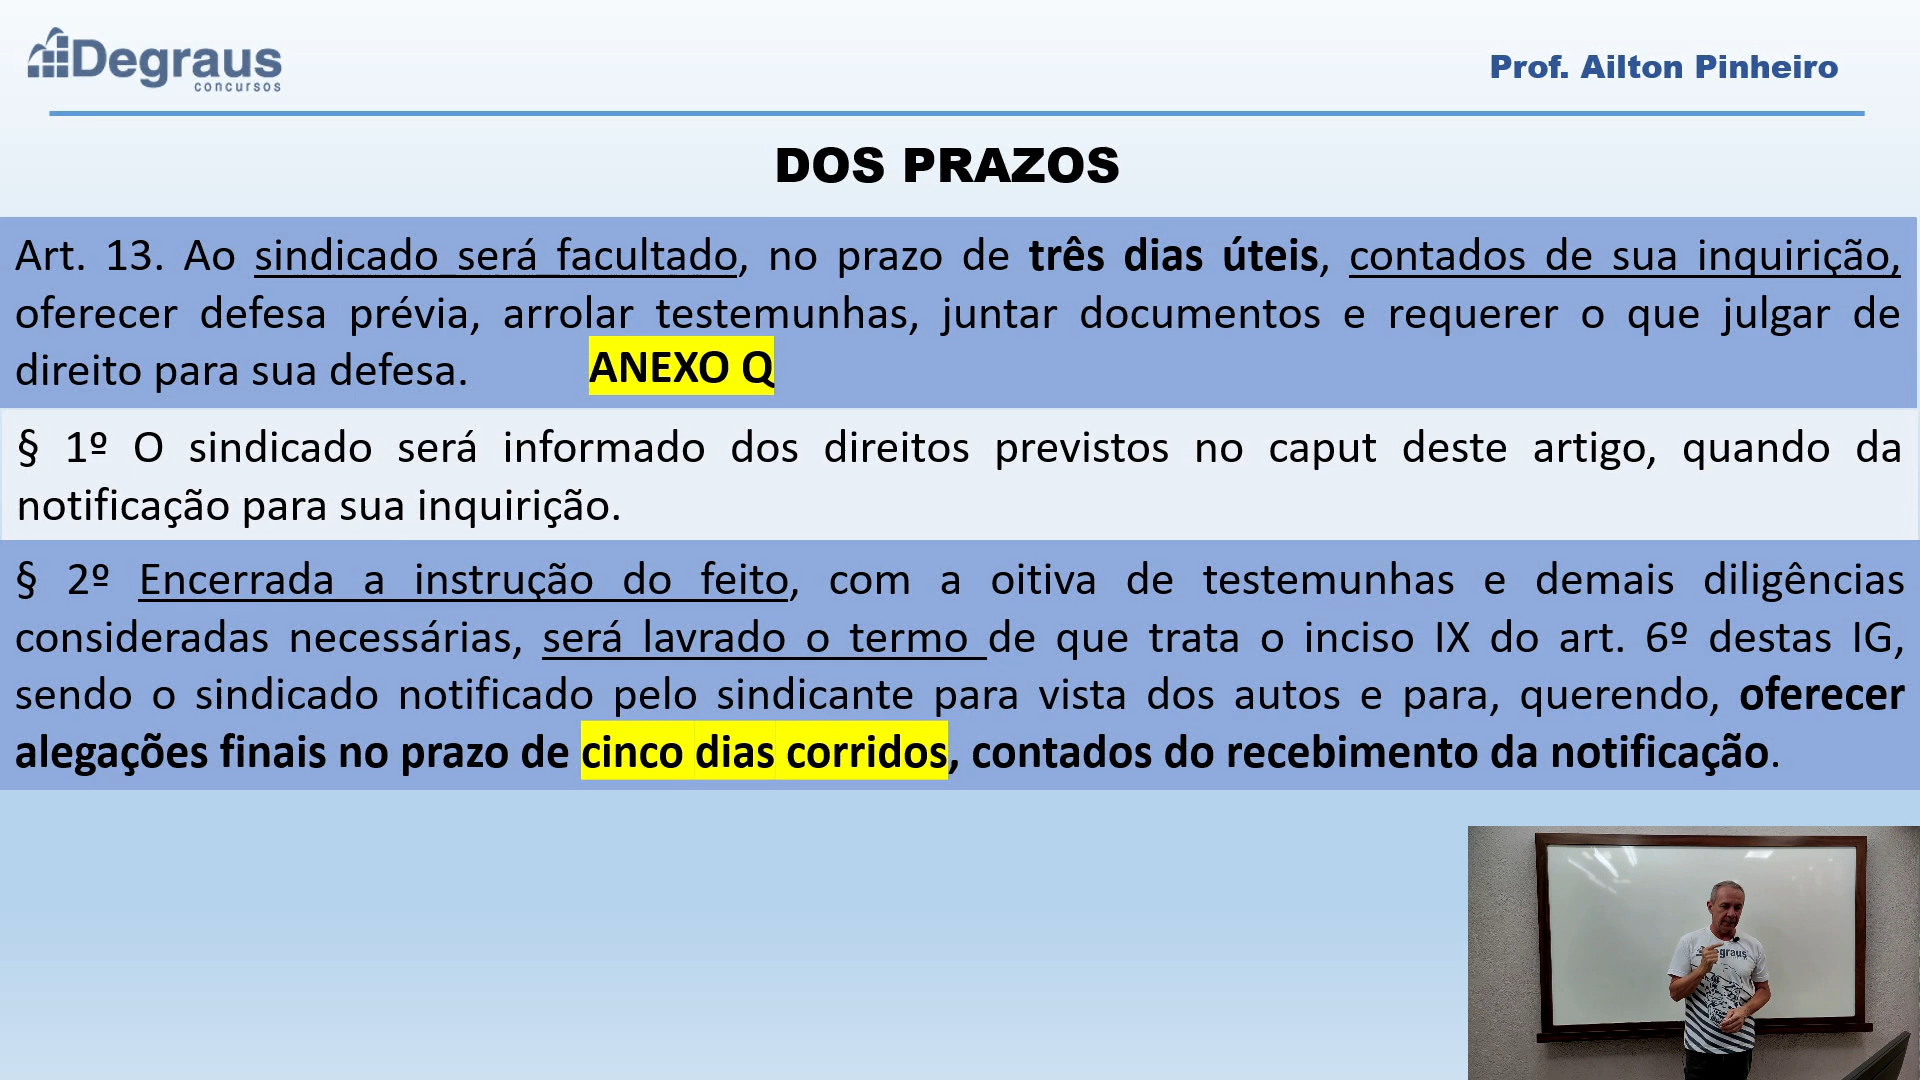 Degraus
concursos
Prof. Ailton Pinheiro
DOS PRAZOS
Art. 13. Ao sindicado será facultado, no prazo de três dias úteis, contados de sua inquirição,
oferecer defesa prévia, arrolar testemunhas, juntar documentos e requerer o que julgar de
direito para sua defesa. ANEXO Q
§ 1º O sindicado será informado dos direitos previstos no caput deste artigo, quando da
notificação para sua inquirição.
§ 2º Encerrada a instrução do feito, com a oitiva de testemunhas e demais diligências
consideradas necessárias, será lavrado o termo de que trata o inciso IX do art. 6º destas IG,
sendo o sindicado notificado pelo sindicante para vista dos autos e para, querendo, oferecer
alegações finais no prazo de cinco dias corridos, contados do recebimento da notificação.